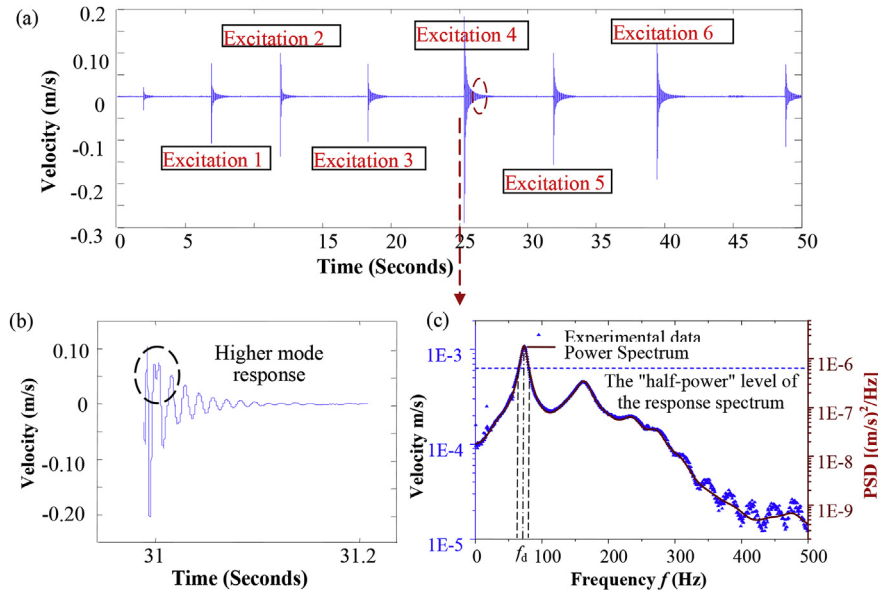 (a)
0.2
0.10
0
-0.1
-0.2
-0.3
Velocity (m/s)
Excitation 2
Excitation 4
Excitation 6
Excitation 1
Excitation 3
Excitation 5
0 5 10 15 20 25 30 35 40 45 50
Time (Seconds)
(b)
0.10
0
-0.10
-0.20
Velocity (m/s)
Higher mode
response
31 31.2
Time (Seconds)
(c)
1E-3
1E-4
1E-5
Velocity m/s)
Experimental data
Power Spectrum
The "half-power" level of
the response spectrum
1E-6
1E-7
1E-8
1E-9
PSD [(m/s)²/Hz]
0 fd 100 200 300 400 500
Frequency f (Hz)